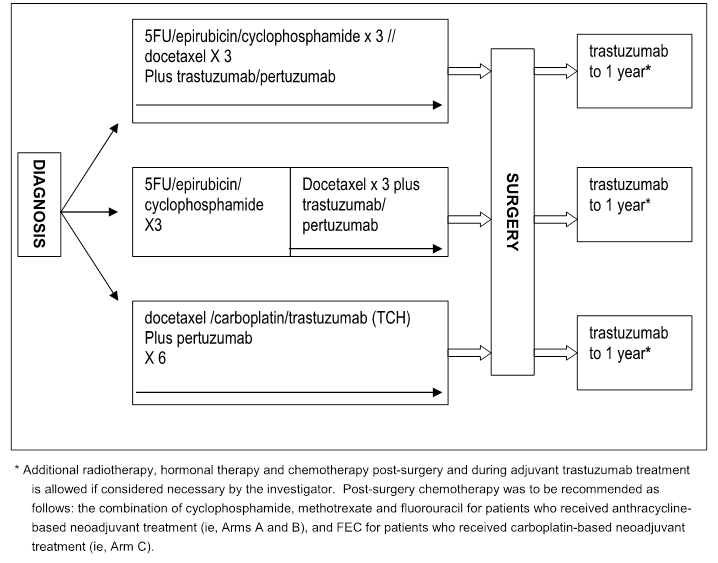 DIAGNOSIS
5FU/epirubicin/cyclophosphamide x 3 //
docetaxel X 3
Plus trastuzumab/pertuzumab
5FU/epirubicin/
cyclophosphamide
X3
Docetaxel x 3 plus
trastuzumab/
pertuzumab
docetaxel /carboplatin/trastuzumab (TCH)
Plus pertuzumab
X 6
SURGERY
trastuzumab
to 1 year*
trastuzumab
to 1 year*
trastuzumab
to 1 year*
* Additional radiotherapy, hormonal therapy and chemotherapy post-surgery and during adjuvant trastuzumab treatment
is allowed if considered necessary by the investigator. Post-surgery chemotherapy was to be recommended as
follows: the combination of cyclophosphamide, methotrexate and fluorouracil for patients who received anthracycline-
based neoadjuvant treatment (ie, Arms A and B), and FEC for patients who received carboplatin-based neoadjuvant
treatment (ie, Arm C).